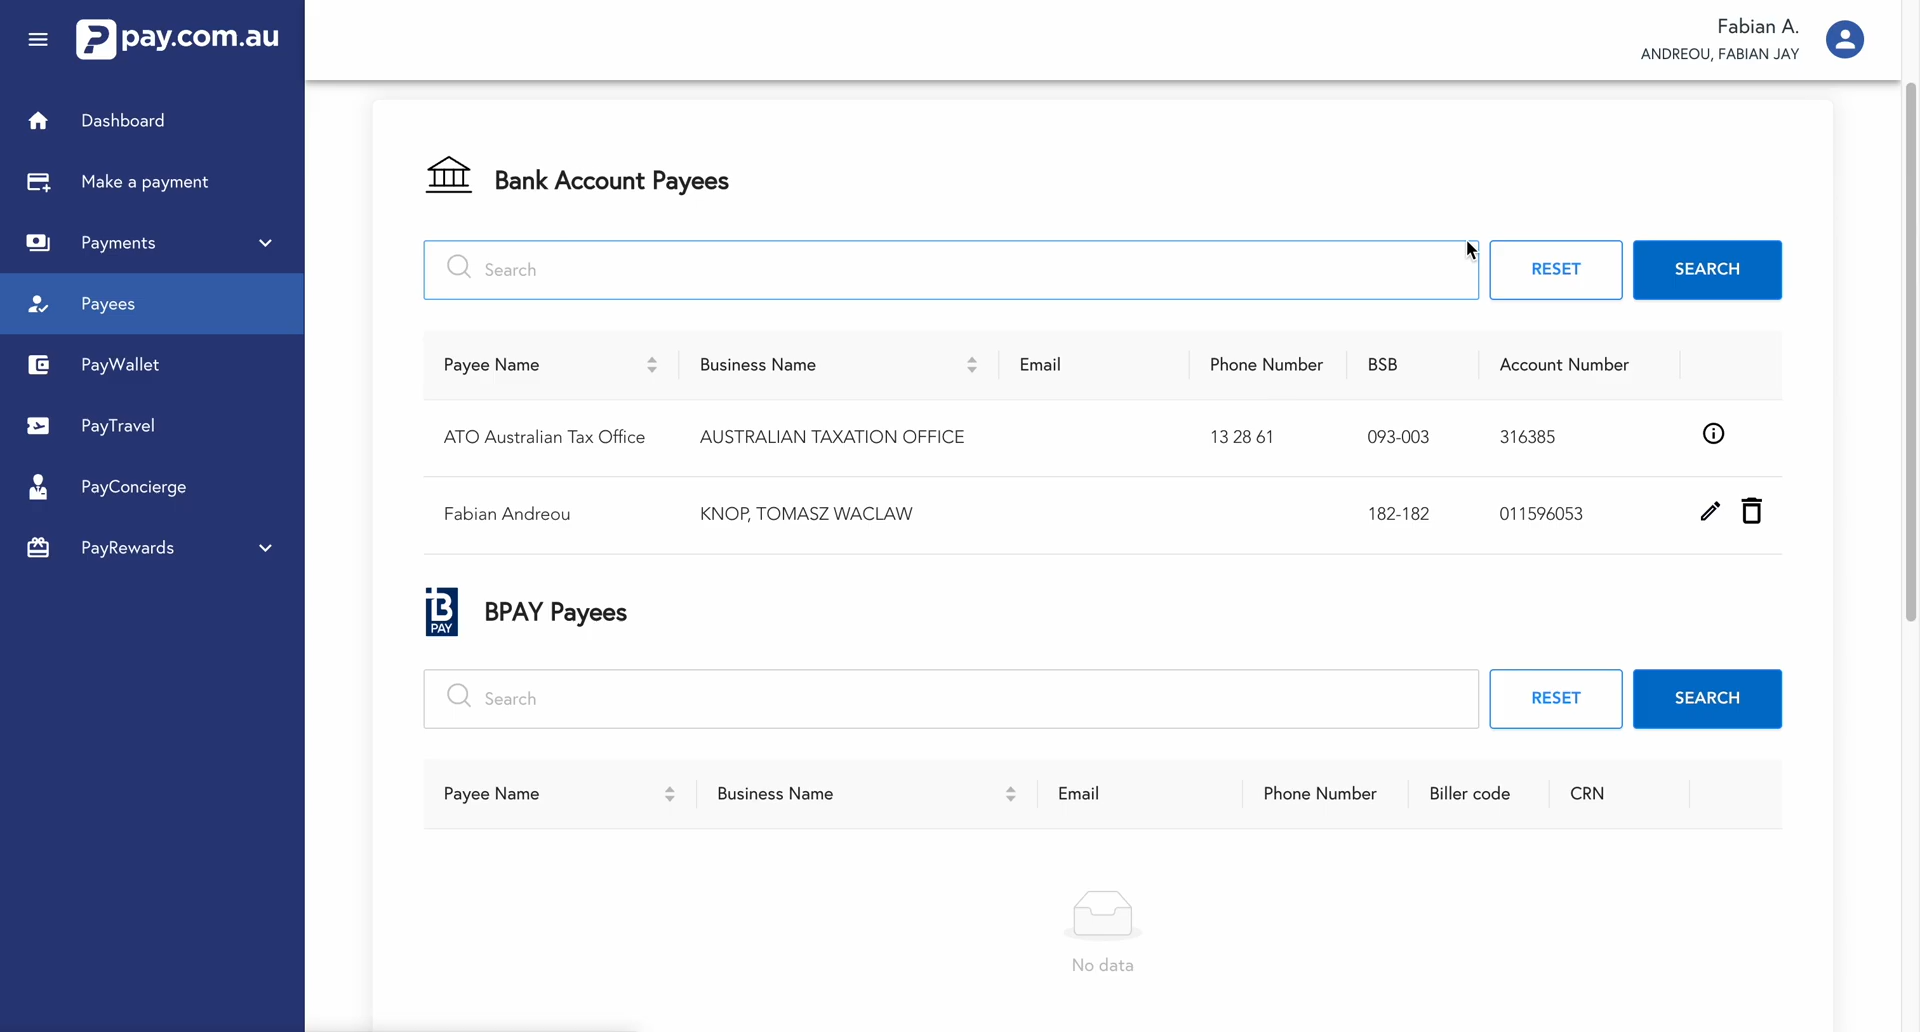 pay.com.au
Fabian A.
ANDREOU, FABIAN JAY
Dashboard
Make a payment
Payments
Payees
PayWallet
PayTravel
PayConcierge
PayRewards
Bank Account Payees
Search
RESET
SEARCH
Payee Name Business Name Email Phone Number BSB Account Number
ATO Australian Tax Office AUSTRALIAN TAXATION OFFICE 13 28 61 093-003 316385
Fabian Andreou KNOP, TOMASZ WACLAW 182-182 011596053
B
PAY
BPAY Payees
Search
RESET
SEARCH
Payee Name Business Name Email Phone Number Biller code CRN
No data